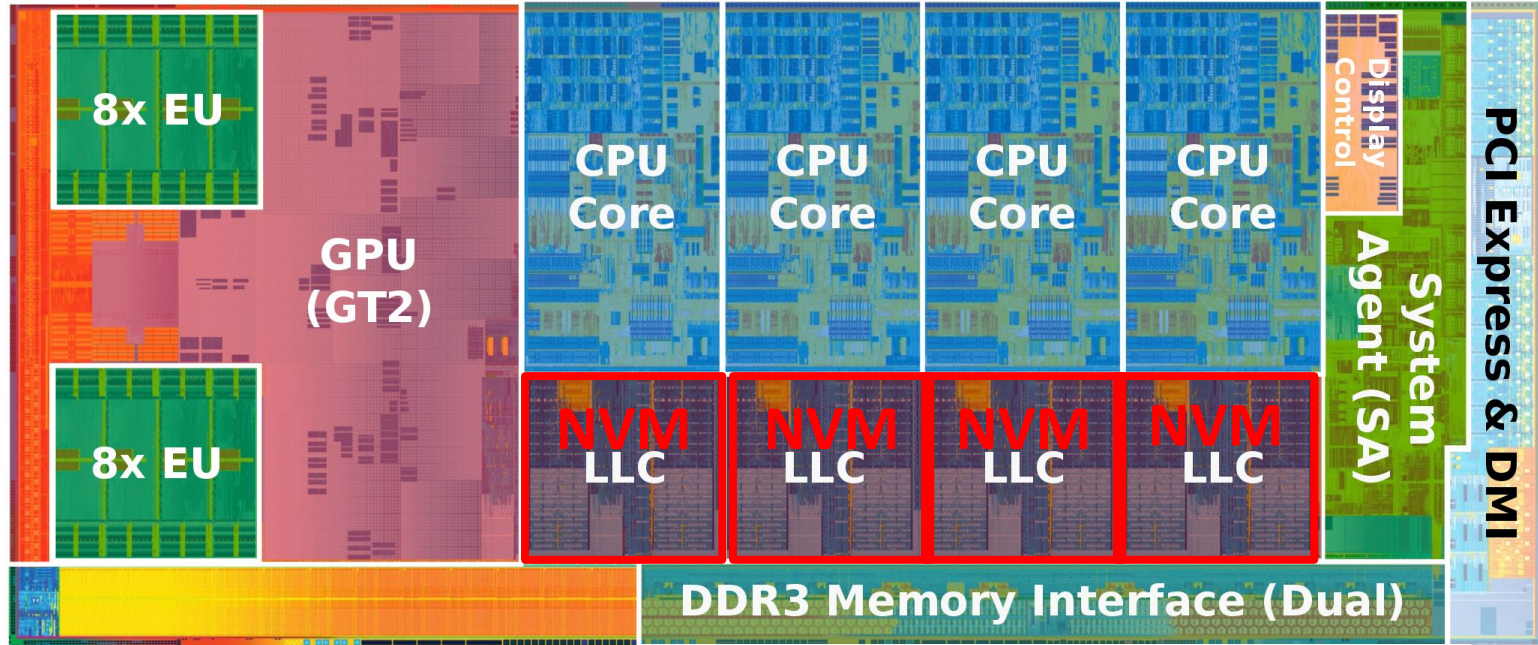 8x EU
GPU
(GT2)
8x EU
CPU
Core
CPU
Core
CPU
Core
CPU
Core
NVM
LLC
NVM
LLC
NVM
LLC
NVM
LLC
Display
Control
System
Agent (SA)
PCI Express & DMI
DDR3 Memory Interface (Dual)